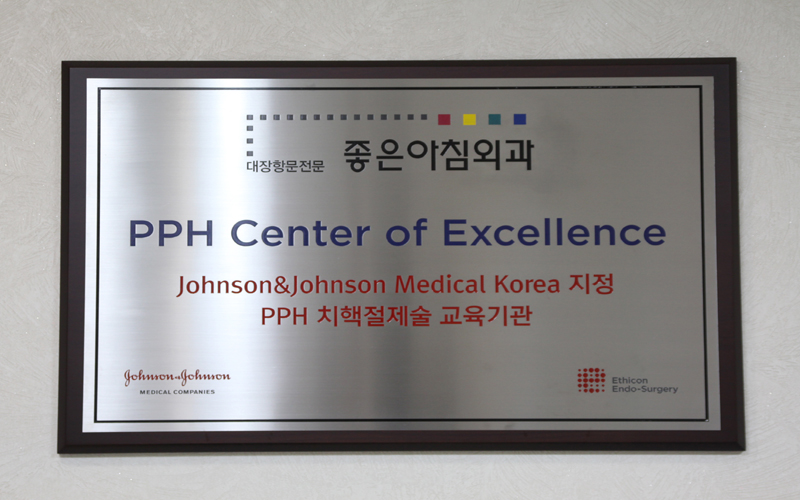 대장항문전문 좋은아침외과
PPH Center of Excellence
Johnson&Johnson Medical Korea 지정
PPH 치핵절제술 교육기관
Johnson&Johnson
MEDICAL COMPANIES
Ethicon
Endo-Surgery